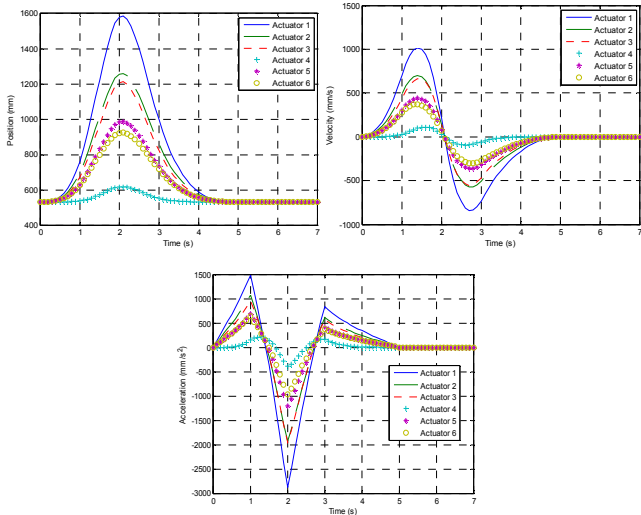 1600
1400
1200
1000
800
600
400
Position (mm)
0 1 2 3 4 5 6 7
Time (s)
Actuator 1
Actuator 2
Actuator 3
Actuator 4
Actuator 5
Actuator 6
1000
500
0
-500
-1000
Velocity (mm/s)
0 1 2 3 4 5 6 7
Time (s)
Actuator 1
Actuator 2
Actuator 3
Actuator 4
Actuator 5
Actuator 6
1500
1000
500
0
-500
-1000
-1500
-2000
-2500
-3000
Acceleration (mm/s2)
0 1 2 3 4 5 6 7
Time (s)
Actuator 1
Actuator 2
Actuator 3
Actuator 4
Actuator 5
Actuator 6